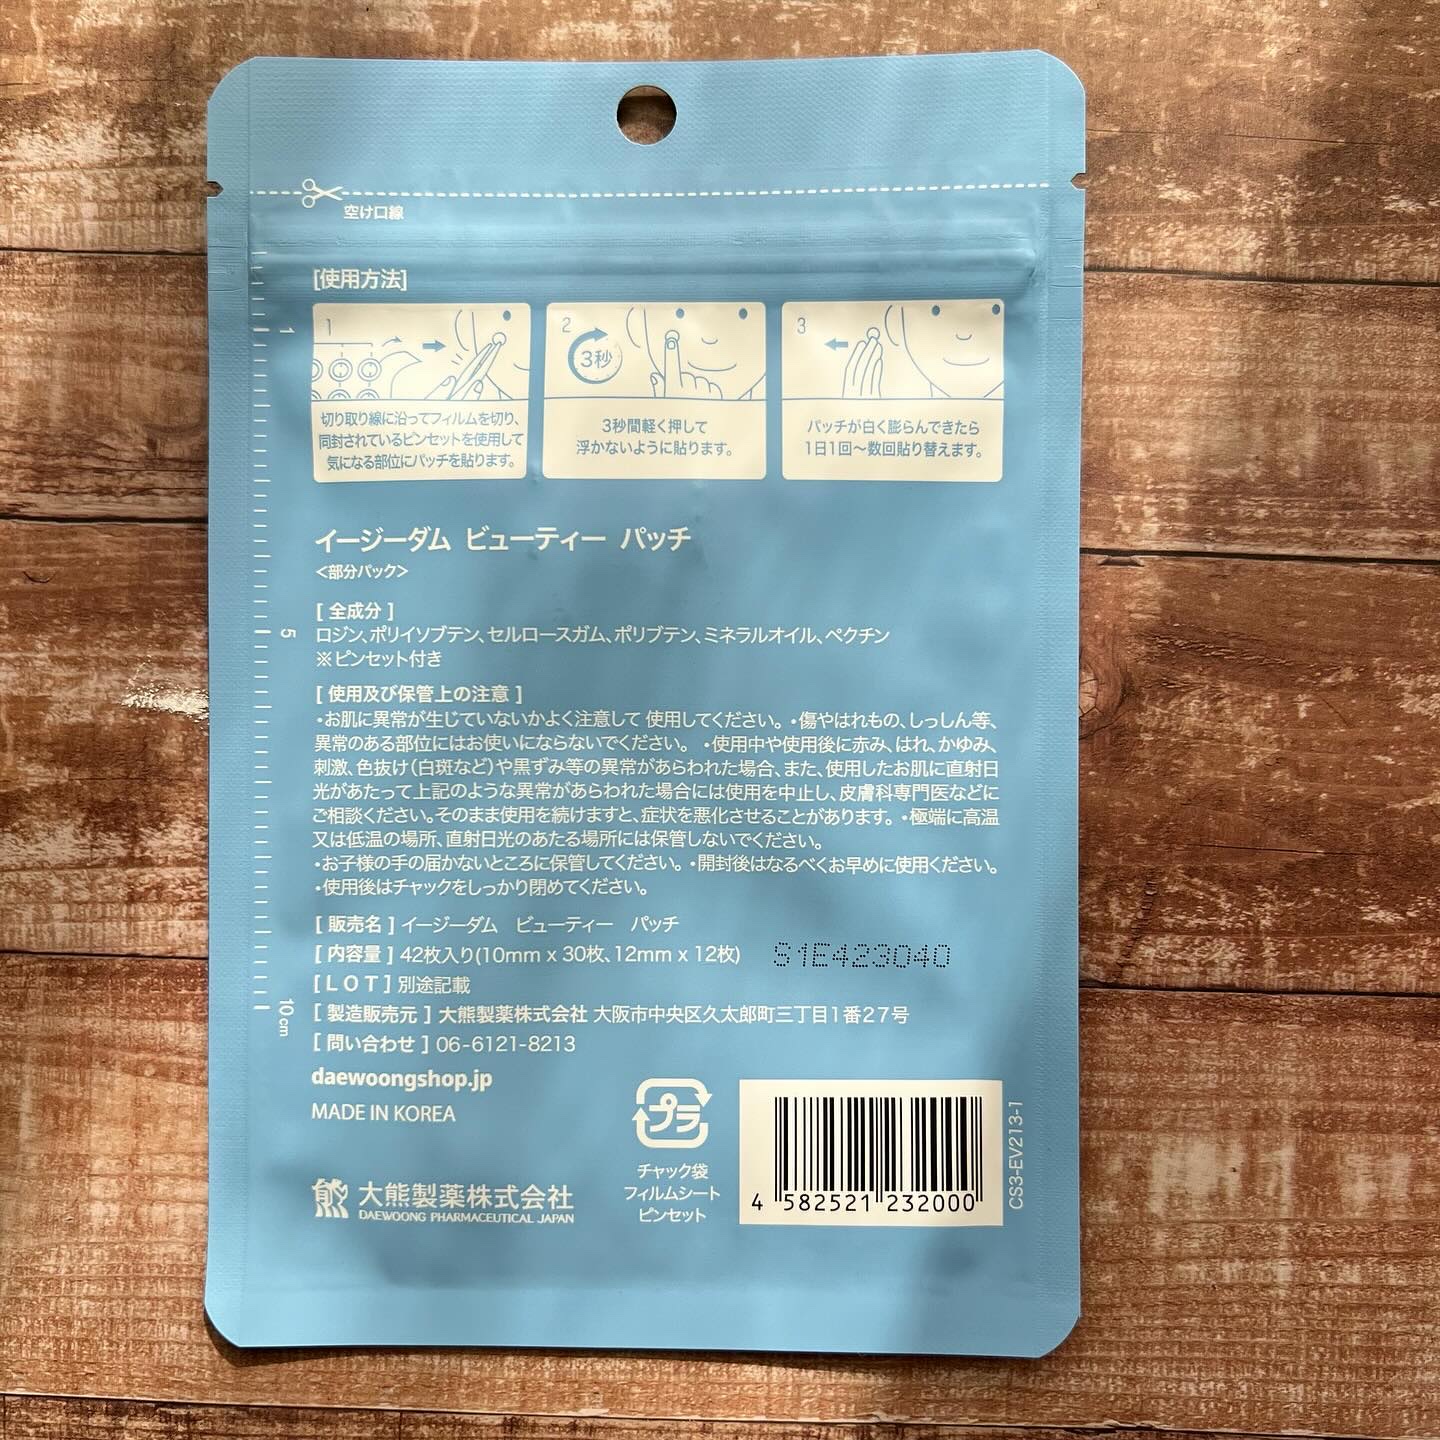 空け口線
[使用方法]
1
切り取り線に沿ってフィルムを切り、
同封されているピンセットを使用して
気になる部位にパッチを貼ります。
2
3秒
3秒間軽く押して
浮かないように貼ります。
3
パッチが白く膨らんできたら
1日1回～数回貼り替えます。
イージーダム ビューティー パッチ
<部分パック>
[ 全成分 ]
ロジン、ポリイソブテン、セルロースガム、ポリブテン、ミネラルオイル、ペクチン
※ピンセット付き
[ 使用及び保管上の注意 ]
・お肌に異常が生じていないかよく注意して 使用してください。・傷やはれもの、しっしん等、
異常のある部位にはお使いにならないでください。 ・使用中や使用後に赤み、はれ、かゆみ、
刺激、色抜け（白斑など）や黒ずみ等の異常があらわれた場合、また、使用したお肌に直射日
光があたって上記のような異常があらわれた場合には使用を中止し、皮膚科専門医などに
ご相談ください。そのまま使用を続けますと、症状を悪化させることがあります。・極端に高温
又は低温の場所、直射日光のあたる場所には保管しないでください。
・お子様の手の届かないところに保管してください。・開封後はなるべくお早めに使用ください。
・使用後はチャックをしっかり閉めてください。
[ 販売名 ] イージーダム ビューティー パッチ
[ 内容量 ] 42枚入り(10mm x 30枚、12mm x 12枚)
S1E423040
[ L O T ] 別途記載
[ 製造販売元 ] 大熊製薬株式会社 大阪市中央区久太郎町三丁目1番27号
[ 問い合わせ ] 06-6121-8213
daewoongshop.jp
MADE IN KOREA
大熊製薬株式会社
DAEWOONG PHARMACEUTICAL JAPAN
プラ
チャック袋
フィルムシート
ピンセット
4 582521 232000
CS3-EV213-1
1
5
10cm